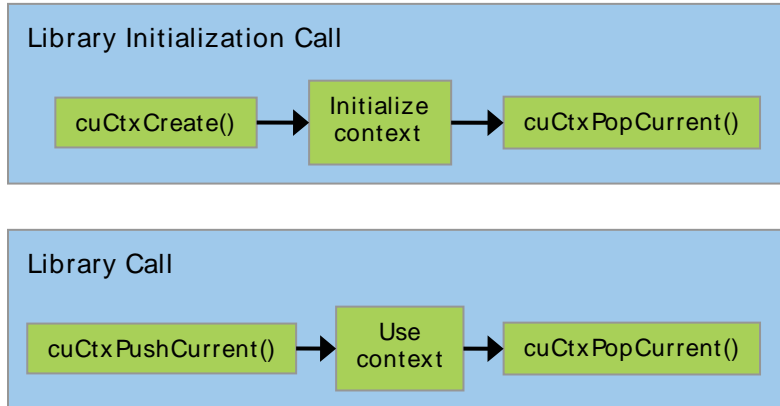 Library Initialization Call
cuCtxCreate()
Initialize
context
cuCtxPopCurrent()
Library Call
cuCtxPushCurrent()
Use
context
cuCtxPopCurrent()